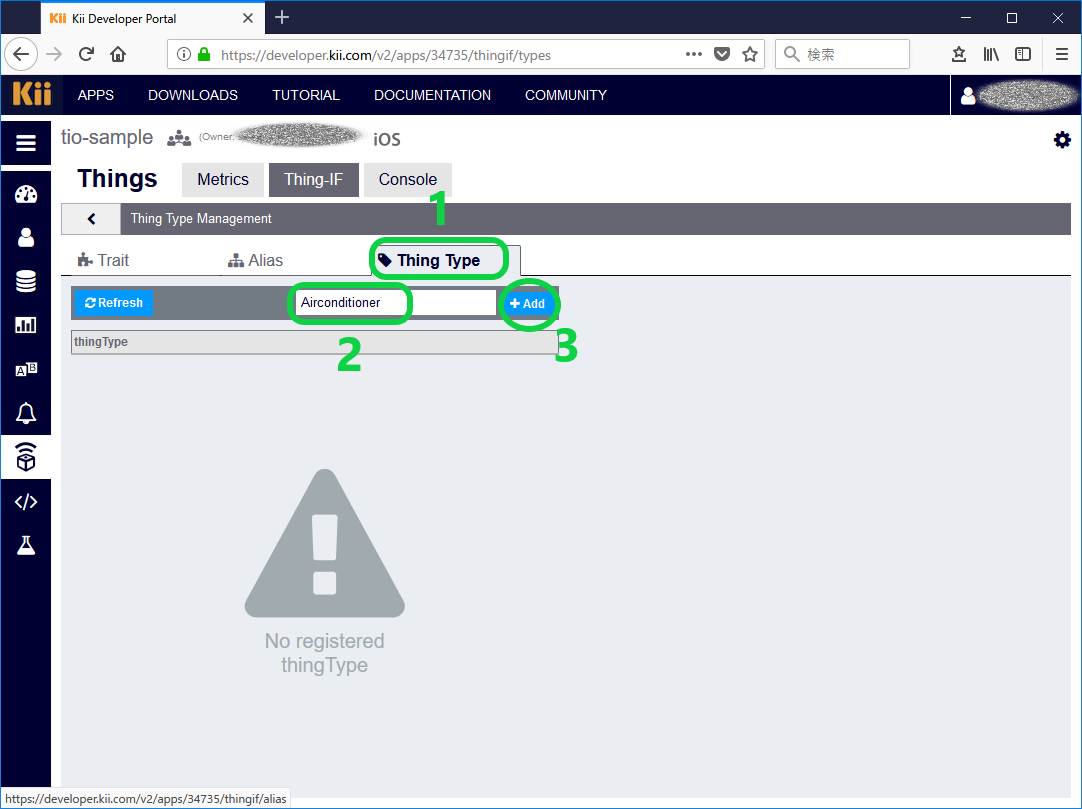 Kii Kii Developer Portal
https://developer.kii.com/v2/apps/34735/thingif/types
検索
Kii APPS DOWNLOADS TUTORIAL DOCUMENTATION COMMUNITY
tio-sample (Owner: iOS
Things Metrics Thing-IF Console
1
Thing Type Management
Trait Alias Thing Type
Refresh Airconditioner Add
2 3
thingType
A B
No registered
thingType
https://developer.kii.com/v2/apps/34735/thingif/alias